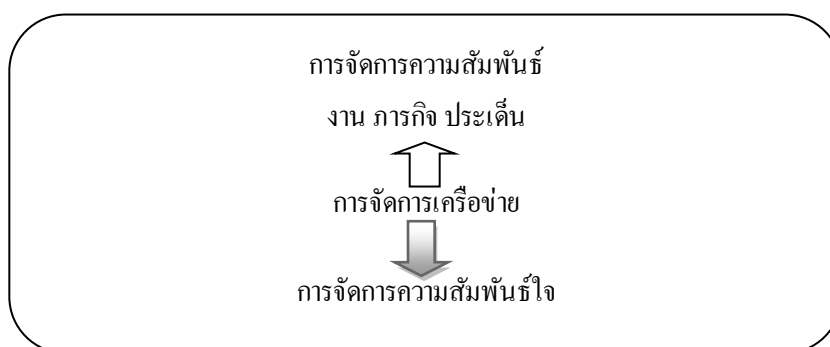 การจัดการความสัมพันธ์
งาน ภารกิจ ประเด็น
การจัดการเครือข่าย
การจัดการความสัมพันธ์ใจ